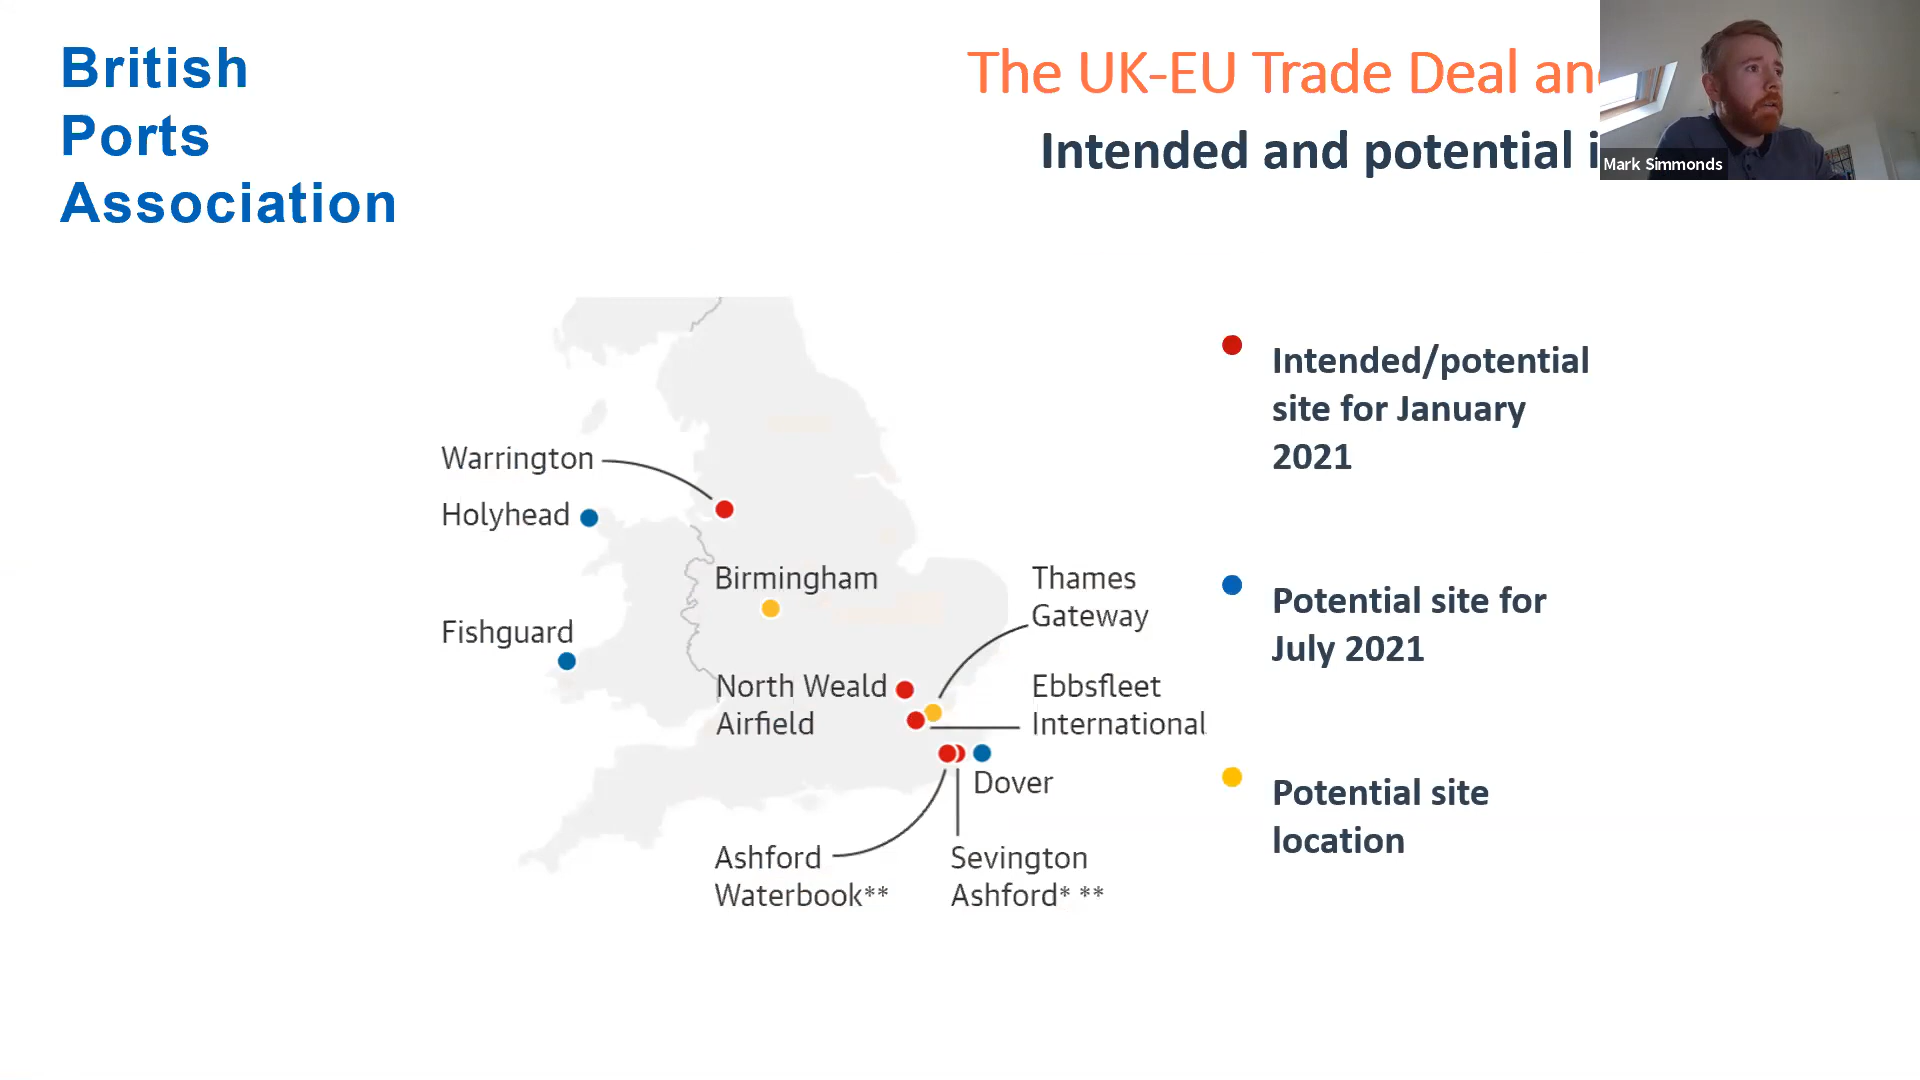 British
Ports
Association
The UK-EU Trade Deal an
Intended and potential i
Mark Simmonds
Warrington
Holyhead
Fishguard
Birmingham
North Weald
Airfield
Thames
Gateway
Ebbsfleet
International
Dover
Ashford
Waterbook**
Sevington
Ashford* **
Intended/potential
site for January
2021
Potential site for
July 2021
Potential site
location